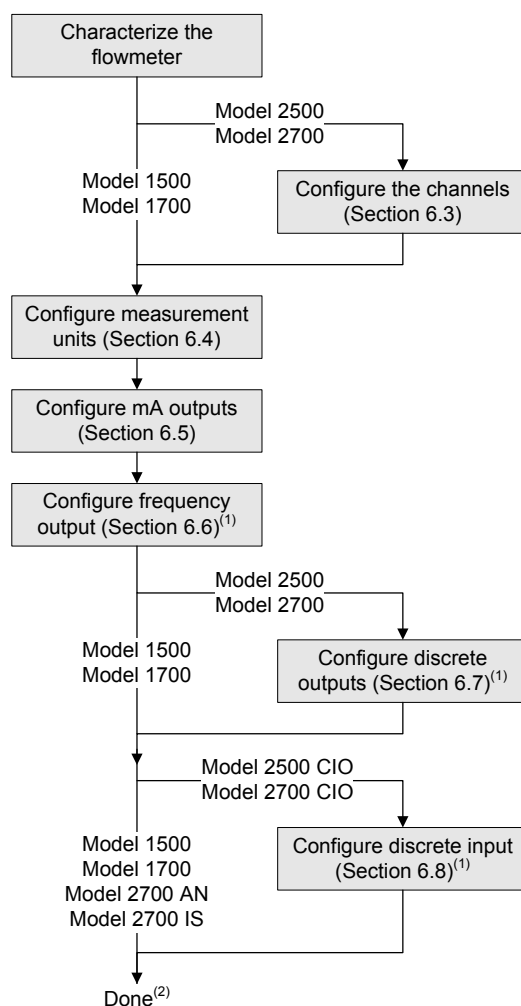 Characterize the
flowmeter
Model 2500
Model 2700
Model 1500
Model 1700
Configure the channels
(Section 6.3)
Configure measurement
units (Section 6.4)
Configure mA outputs
(Section 6.5)
Configure frequency
output (Section 6.6)(1)
Model 2500
Model 2700
Model 1500
Model 1700
Configure discrete
outputs (Section 6.7)(1)
Model 2500 CIO
Model 2700 CIO
Model 1500
Model 1700
Model 2700 AN
Model 2700 IS
Configure discrete input
(Section 6.8)(1)
Done(2)